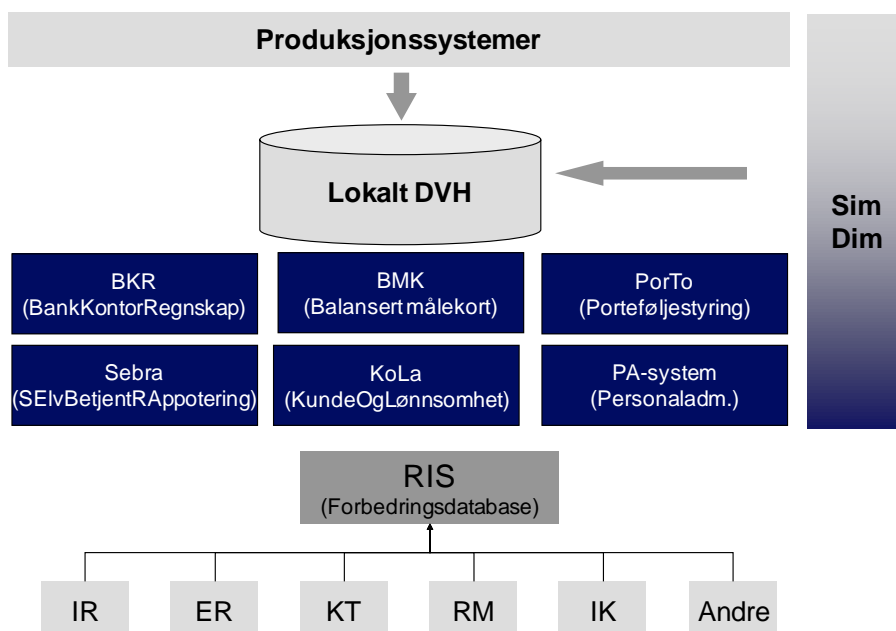 Produksjonssystemer
Lokalt DVH
Sim
Dim
BKR
(BankKontorRegnskap)
BMK
(Balansert målekort)
PorTo
(Porteføljestyring)
Sebra
(SElvBetjentRAppotering)
KoLa
(KundeOgLønnsomhet)
PA-system
(Personaladm.)
RIS
(Forbedringsdatabase)
IR
ER
KT
RM
IK
Andre